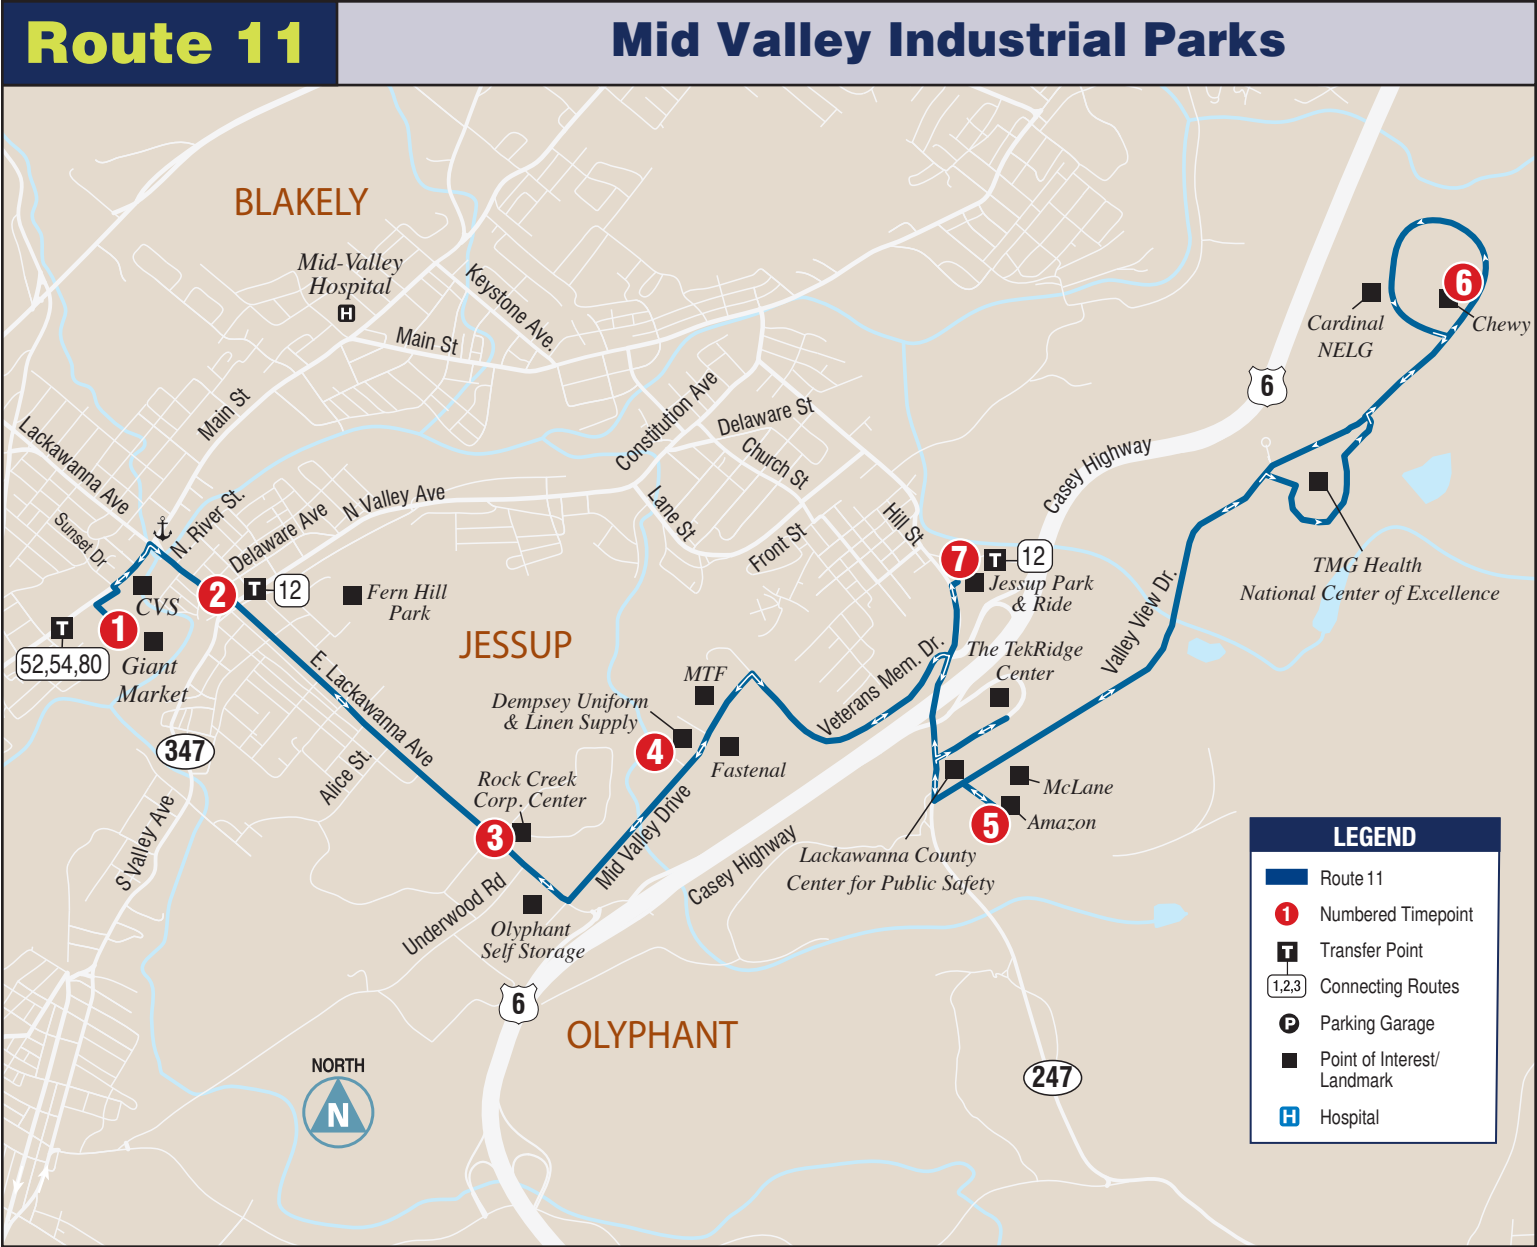 Route 11
Mid Valley Industrial Parks
BLAKELY
Mid-Valley
Hospital
H
Keystone Ave.
Main St
Main St
Lackawanna Ave
Sunset Dr
N. River St.
Delaware Ave
N Valley Ave
Constitution Ave
Delaware St
Church St
Lane St
Front St
Hill St
Casey Highway
6
Cardinal
NELG
6
Chewy
TMG Health
National Center of Excellence
7
T
12
Jessup Park
& Ride
The TekRidge
Center
Valley View Dr.
Veterans Mem. Dr.
2
T
12
Fern Hill
Park
CVS
1
T
52,54,80
Giant
Market
347
JESSUP
E. Lackawanna Ave
Alice St.
S Valley Ave
MTF
Dempsey Uniform
& Linen Supply
4
Fastenal
Rock Creek
Corp. Center
3
Mid Valley Drive
Underwood Rd
Olyphant
Self Storage
Casey Highway
McLane
Amazon
5
Lackawanna County
Center for Public Safety
6
OLYPHANT
247
NORTH
N
LEGEND
Route 11
1 Numbered Timepoint
T Transfer Point
1,2,3 Connecting Routes
P Parking Garage
Point of Interest/
Landmark
H Hospital